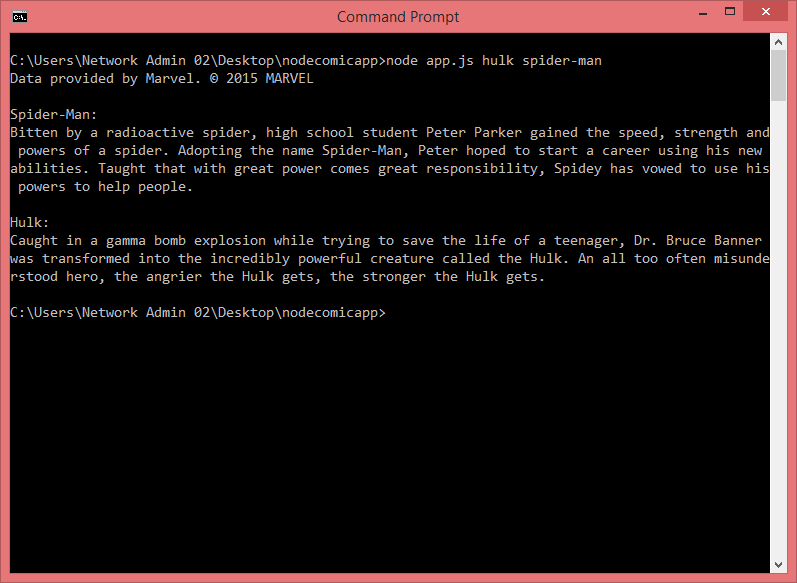 Command Prompt
C:\Users\Network Admin 02\Desktop\nodecomicapp>node app.js hulk spider-man
Data provided by Marvel. © 2015 MARVEL
Spider-Man:
Bitten by a radioactive spider, high school student Peter Parker gained the speed, strength and
 powers of a spider. Adopting the name Spider-Man, Peter hoped to start a career using his new
abilities. Taught that with great power comes great responsibility, Spidey has vowed to use his
 powers to help people.
Hulk:
Caught in a gamma bomb explosion while trying to save the life of a teenager, Dr. Bruce Banner
was transformed into the incredibly powerful creature called the Hulk. An all too often misunde
rstood hero, the angrier the Hulk gets, the stronger the Hulk gets.
C:\Users\Network Admin 02\Desktop\nodecomicapp>